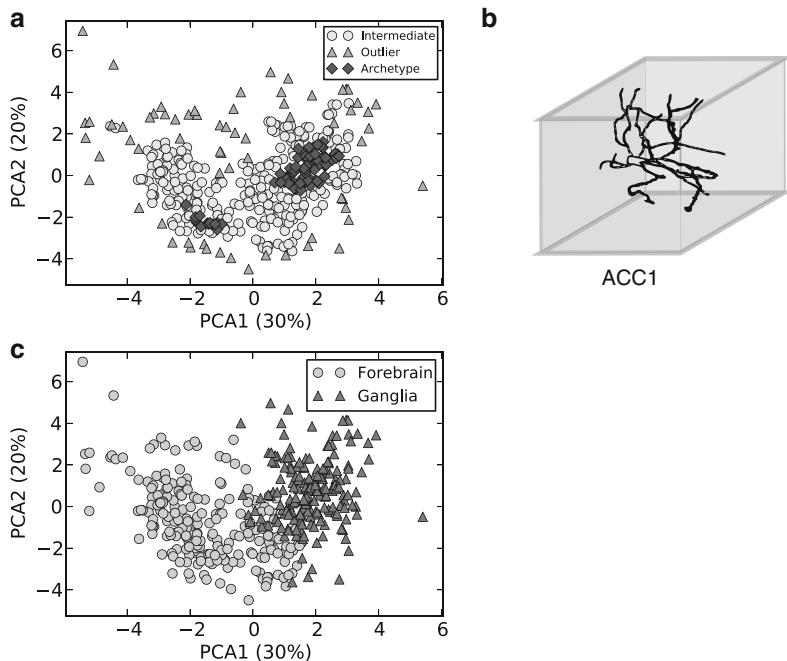 a
6
4
2
0
−2
−4
PCA2 (20%)
Intermediate
Outlier
Archetype
−4
−2
0
2
4
6
PCA1 (30%)
b
ACC1
c
6
4
2
0
−2
−4
PCA2 (20%)
Forebrain
Ganglia
−4
−2
0
2
4
6
PCA1 (30%)